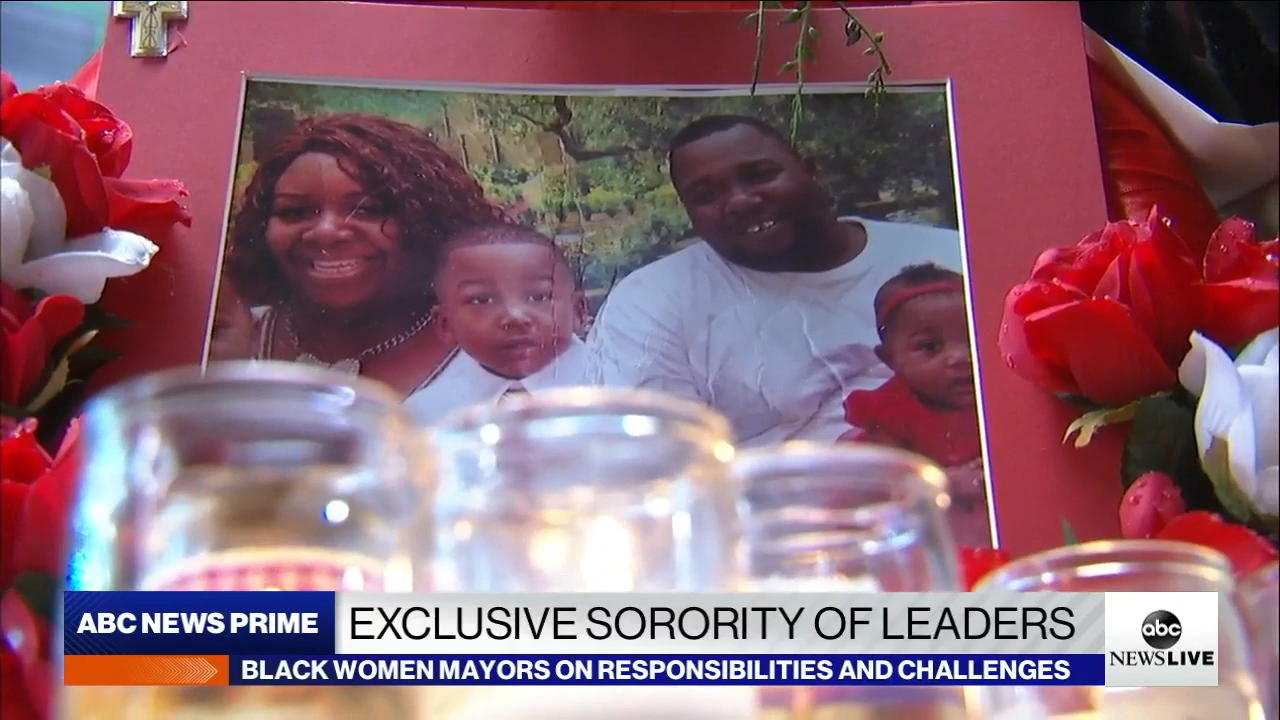 ABC NEWS PRIME
EXCLUSIVE SORORITY OF LEADERS
BLACK WOMEN MAYORS ON RESPONSIBILITIES AND CHALLENGES
abc
NEWS LIVE